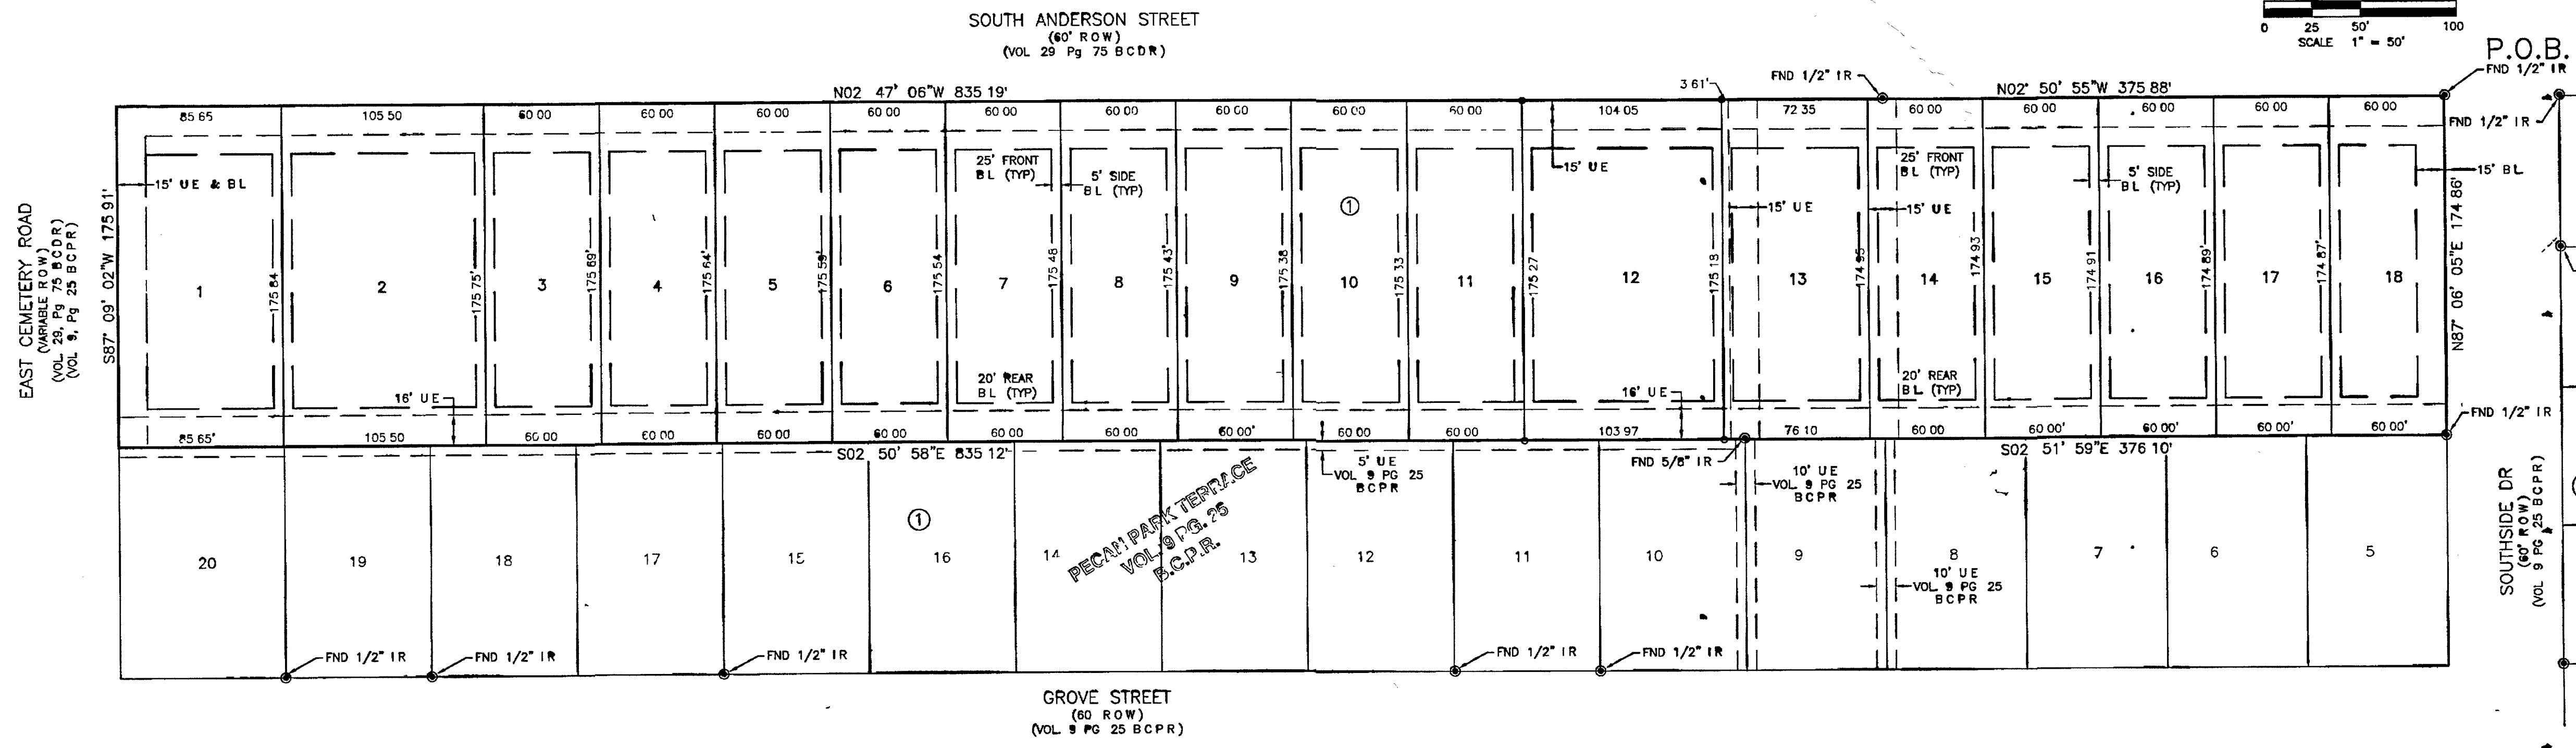 SOUTH ANDERSON STREET
(60' ROW)
(VOL 29 Pg 75 BCDR)
0 25 50' 100
SCALE 1" = 50'
P.O.B.
FND 1/2" IR
FND 1/2" IR
FND 1/2" IR
3 61'
N02 47' 06"W 835 19'
N02° 50' 55"W 375 88'
85 65 105 50 60 00 60 00 60 00 60 00 60 00 60 00 60 00 60 00 60 00 104 05 72 35 60 00 60 00 60 00 60 00 60 00
EAST CEMETERY ROAD
(VARIABLE ROW)
(VOL 29, Pg 75 BCDR)
(VOL 9, Pg 25 BCPR)
S87° 09' 02"W 175 91'
15' UE & BL
25' FRONT
BL (TYP)
5' SIDE
BL (TYP)
1
15' UE
15' UE
15' UE
25' FRONT
BL (TYP)
5' SIDE
BL (TYP)
15' BL
N87° 06' 05"E 174 86'
1 2 3 4 5 6 7 8 9 10 11 12 13 14 15 16 17 18
175 84 175 75' 175 69' 175 64' 175 59' 175 54 175 48 175 43' 175 38 175 33 175 27 175 18 174 95 174 93 174 91 174 89' 174 87'
16' UE
20' REAR
BL (TYP)
16' UE
20' REAR
BL (TYP)
FND 1/2" IR
85 65' 105 50 60 00 60 00 60 00 60 00 60 00 60 00 60 00' 60 00 60 00 103 97 76 10 60 00 60 00' 60 00' 60 00' 60 00'
S02 50' 58"E 835 12'
S02 51' 59"E 376 10'
FND 5/8" IR
5' UE
VOL 9 PG 25
BCPR
10' UE
VOL 9 PG 25
BCPR
10' UE
VOL 9 PG 25
BCPR
1
PECAN PARK TERRACE
VOL. 9 PG. 25
B.C.P.R.
20 19 18 17 15 16 14 13 12 11 10 9 8 7 6 5
SOUTHSIDE DR
(60' ROW)
(VOL 9 PG 25 BCPR)
FND 1/2" IR
FND 1/2" IR
FND 1/2" IR
FND 1/2" IR
FND 1/2" IR
GROVE STREET
(60 ROW)
(VOL 9 PG 25 BCPR)